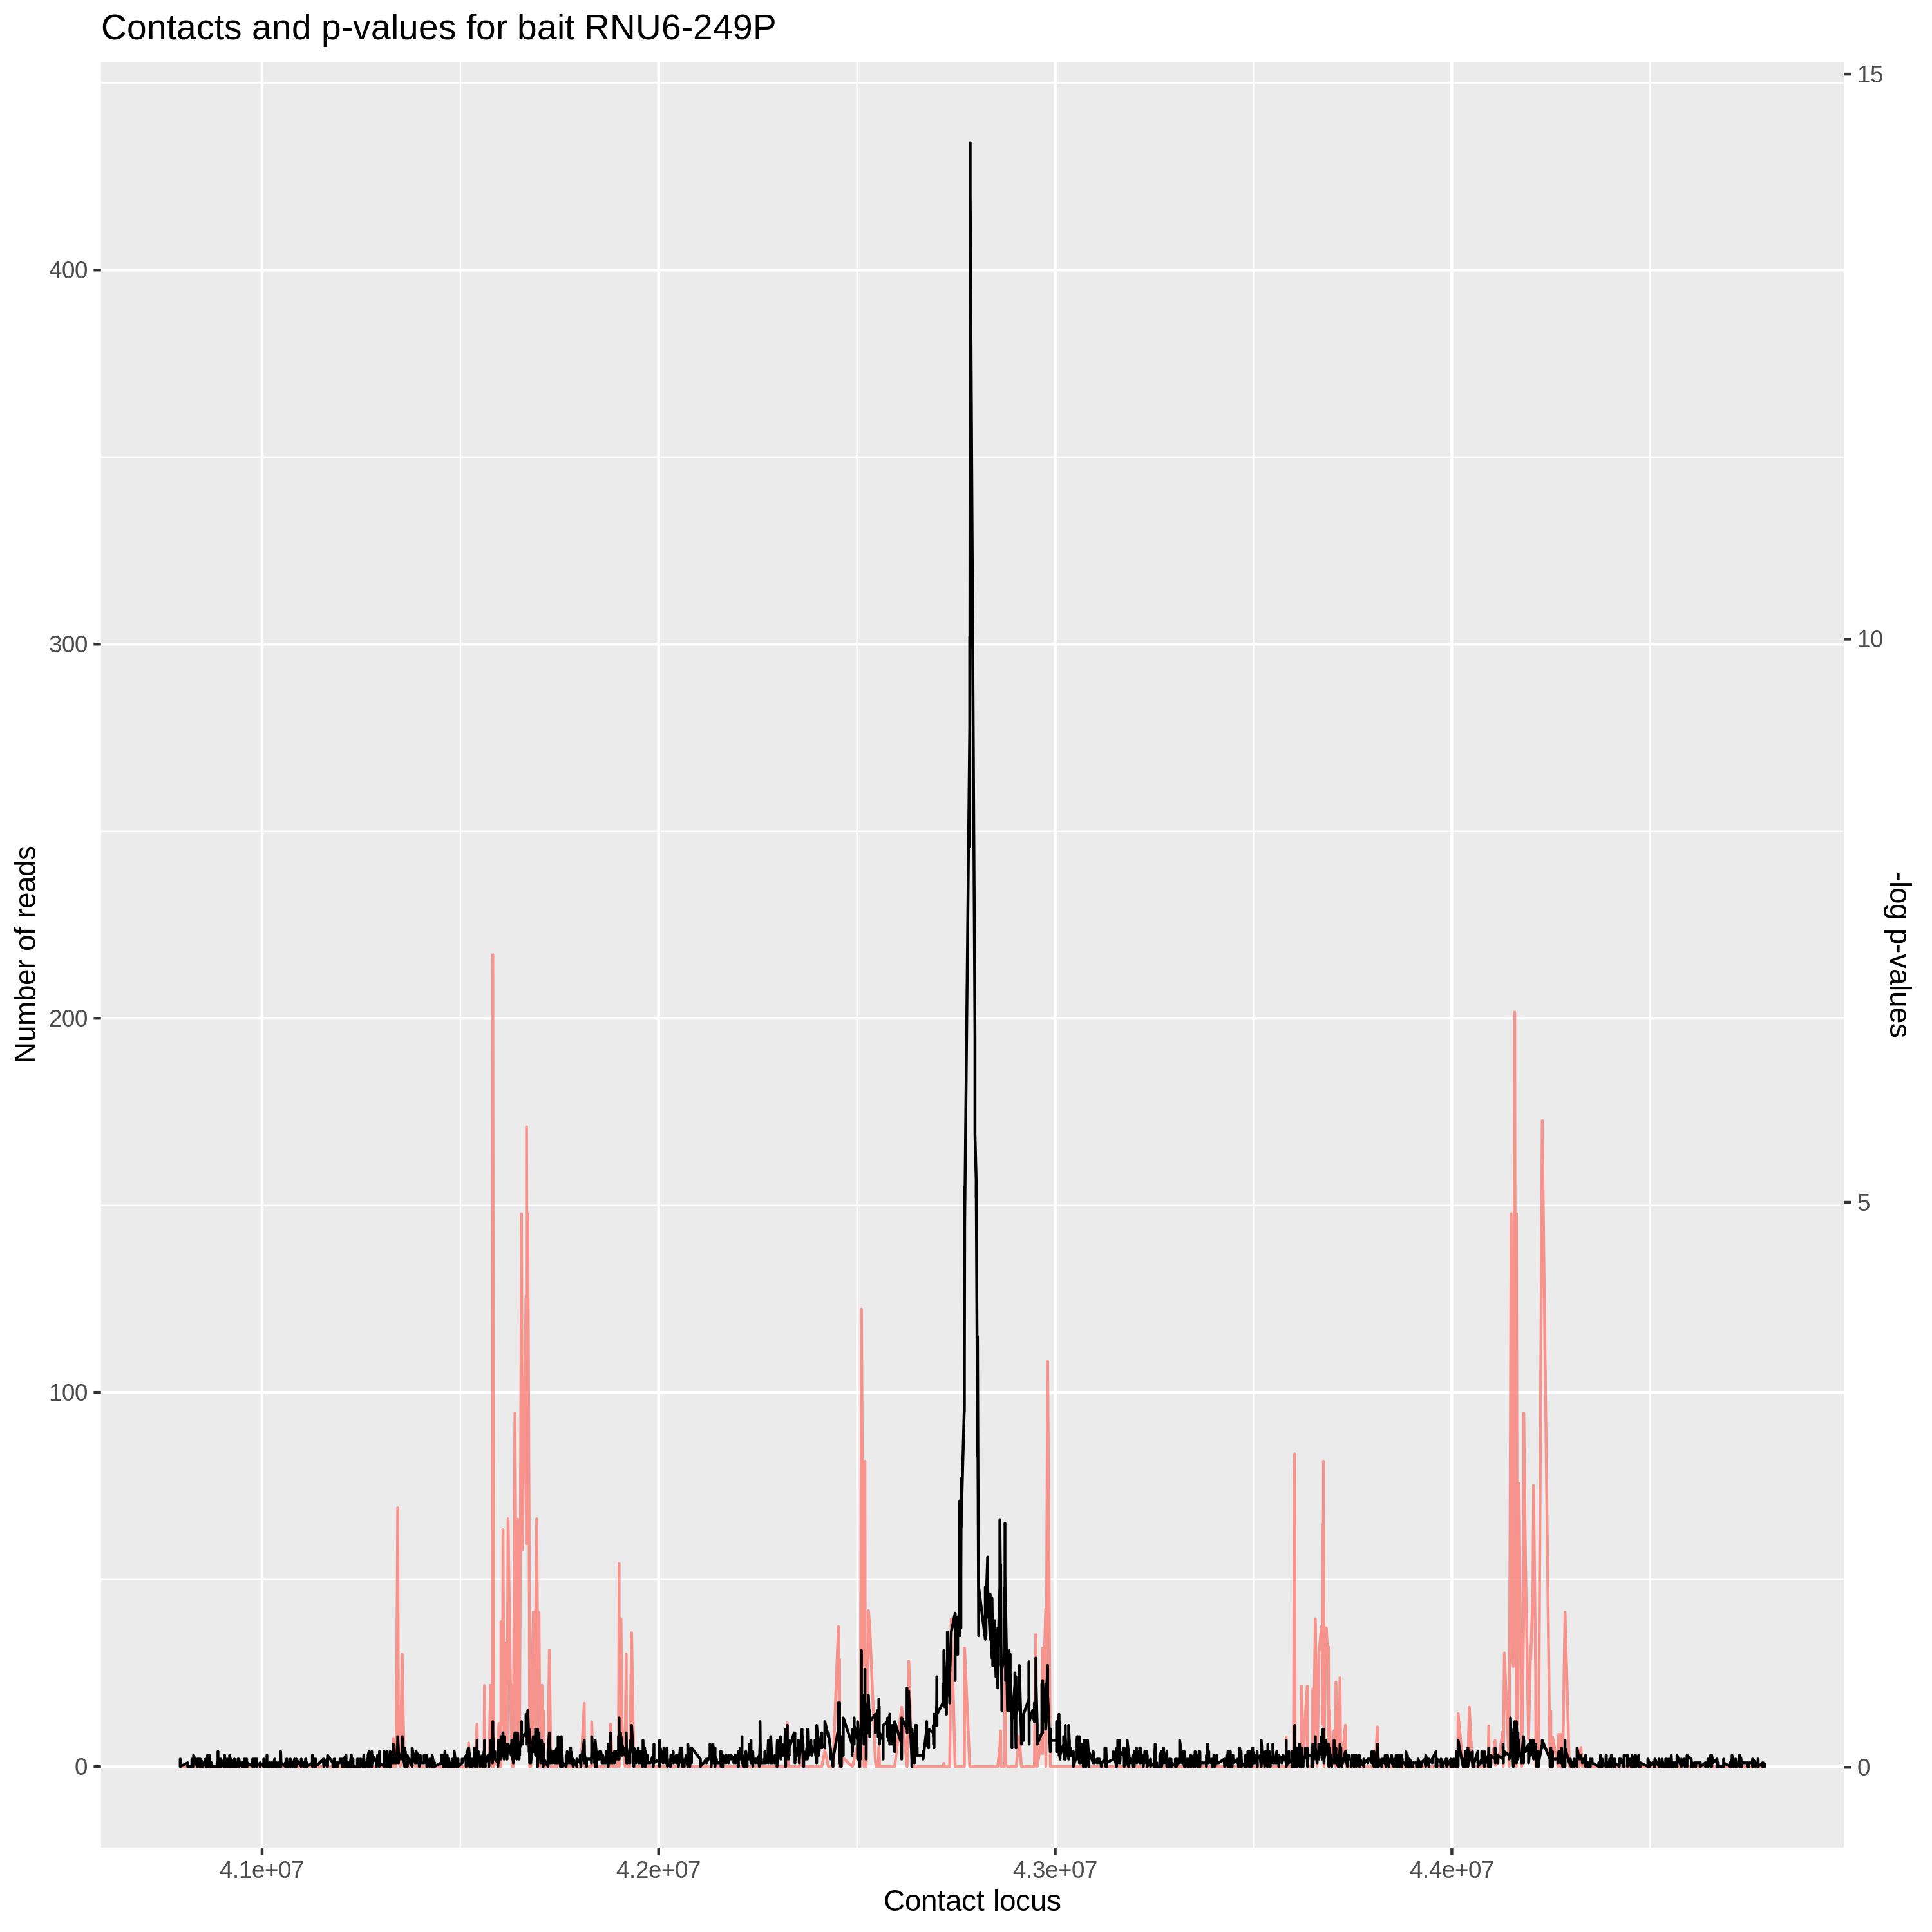 Contacts and p-values for bait RNU6-249P
15
400
300
10
Number of reads
-log p-values
200
5
100
0
0
4.1e+07
4.2e+07
4.3e+07
4.4e+07
Contact locus